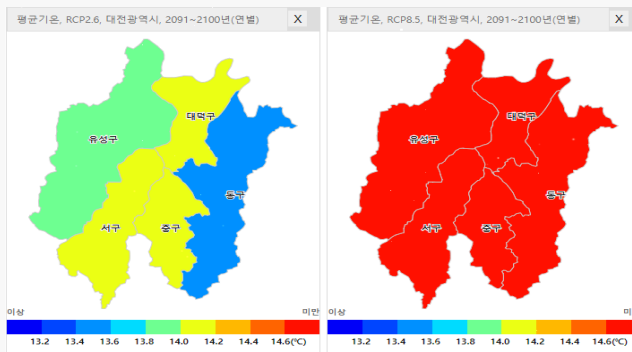 평균기온, RCP2.6, 대전광역시, 2091~2100년(연별) X
유성구
대덕구
동구
서구
중구
이상 미만
13.2 13.4 13.6 13.8 14.0 14.2 14.4 14.6(℃)
평균기온, RCP8.5, 대전광역시, 2091~2100년(연별) X
유성구
대덕구
동구
서구
중구
이상 미
13.2 13.4 13.6 13.8 14.0 14.2 14.4 14.6(℃)